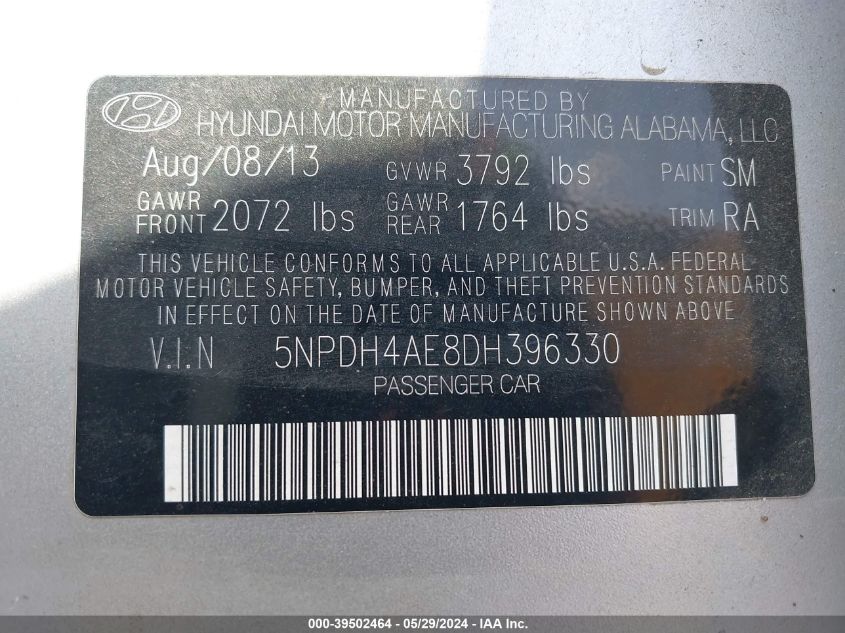 MANUFACTURED BY
HYUNDAI MOTOR MANUFACTURING ALABAMA, LLC
Aug/08/13 GVWR 3792 lbs PAINT SM
GAWR FRONT 2072 lbs GAWR REAR 1764 lbs TRIM RA
THIS VEHICLE CONFORMS TO ALL APPLICABLE U.S.A. FEDERAL
MOTOR VEHICLE SAFETY, BUMPER, AND THEFT PREVENTION STANDARDS
IN EFFECT ON THE DATE OF MANUFACTURE SHOWN ABOVE
V.I.N 5NPDH4AE8DH396330
PASSENGER CAR
000-39502464 - 05/29/2024 - IAA Inc.